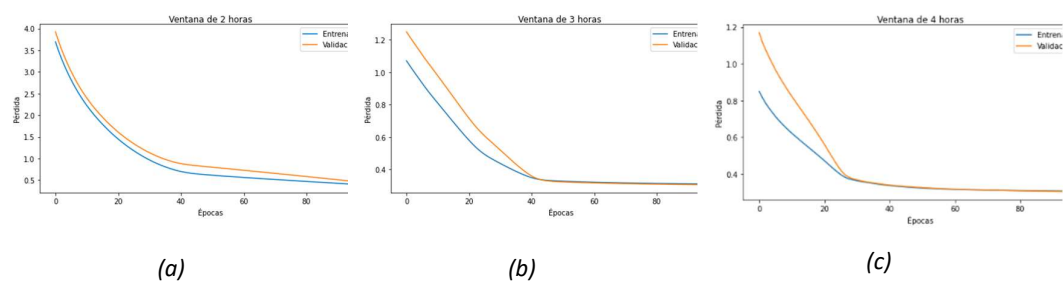 Ventana de 2 horas
4.0
3.5
3.0
2.5
2.0
1.5
1.0
0.5
Pérdida
0
20
40
60
80
Épocas
Entrena
Validac
(a)
Ventana de 3 horas
1.2
1.0
0.8
0.6
0.4
Pérdida
0
20
40
60
80
Épocas
Entrena
Validac
(b)
Ventana de 4 horas
1.2
1.0
0.8
0.6
0.4
Pérdida
0
20
40
60
80
Épocas
Entrena
Validac
(c)